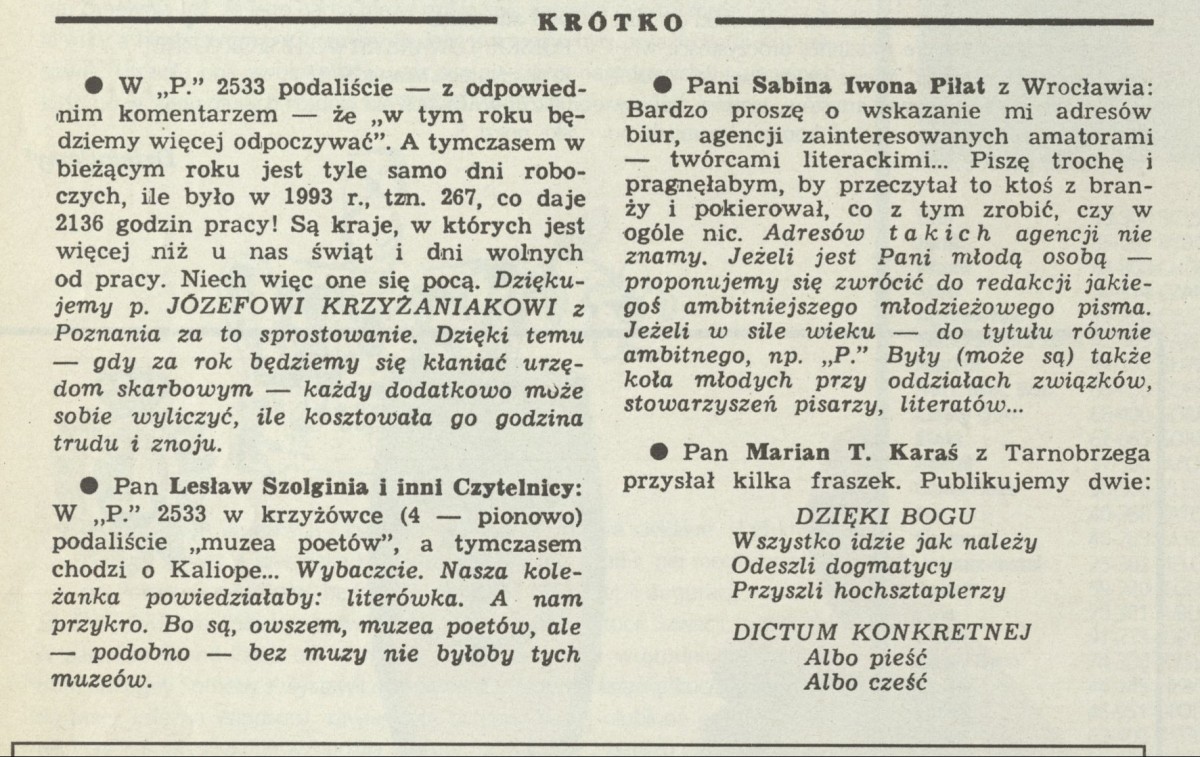 KRÓTKO
● W „P.” 2533 podaliście — z odpowied-
nim komentarzem — że „w tym roku bę-
dziemy więcej odpoczywać”. A tymczasem w
bieżącym roku jest tyle samo dni robo-
czych, ile było w 1993 r., tzn. 267, co daje
2136 godzin pracy! Są kraje, w których jest
więcej niż u nas świąt i dni wolnych
od pracy. Niech więc one się pocą. Dzięku-
jemy p. JÓZEFOWI KRZYŻANIAKOWI z
Poznania za to sprostowanie. Dzięki temu
— gdy za rok będziemy się kłaniać urzę-
dom skarbowym — każdy dodatkowo może
sobie wyliczyć, ile kosztowała go godzina
trudu i znoju.
● Pan Lesław Szolginia i inni Czytelnicy:
W „P.” 2533 w krzyżówce (4 — pionowo)
podaliście „muzea poetów”, a tymczasem
chodzi o Kaliope... Wybaczcie. Nasza kole-
żanka powiedziałaby: literówka. A nam
przykro. Bo są, owszem, muzea poetów, ale
— podobno — bez muzy nie byłoby tych
muzeów.
● Pani Sabina Iwona Piłat z Wrocławia:
Bardzo proszę o wskazanie mi adresów
biur, agencji zainteresowanych amatorami
— twórcami literackimi... Piszę trochę i
pragnęłabym, by przeczytał to ktoś z bran-
ży i pokierował, co z tym zrobić, czy w
ogóle nic. Adresów takich agencji nie
znamy. Jeżeli jest Pani młodą osobą —
proponujemy się zwrócić do redakcji jakie-
goś ambitniejszego młodzieżowego pisma.
Jeżeli w sile wieku — do tytułu równie
ambitnego, np. „P.” Były (może są) także
koła młodych przy oddziałach związków,
stowarzyszeń pisarzy, literatów...
● Pan Marian T. Karaś z Tarnobrzega
przysłał kilka fraszek. Publikujemy dwie:
DZIĘKI BOGU
Wszystko idzie jak należy
Odeszli dogmatycy
Przyszli hochsztaplerzy
DICTUM KONKRETNEJ
Albo pieść
Albo cześć